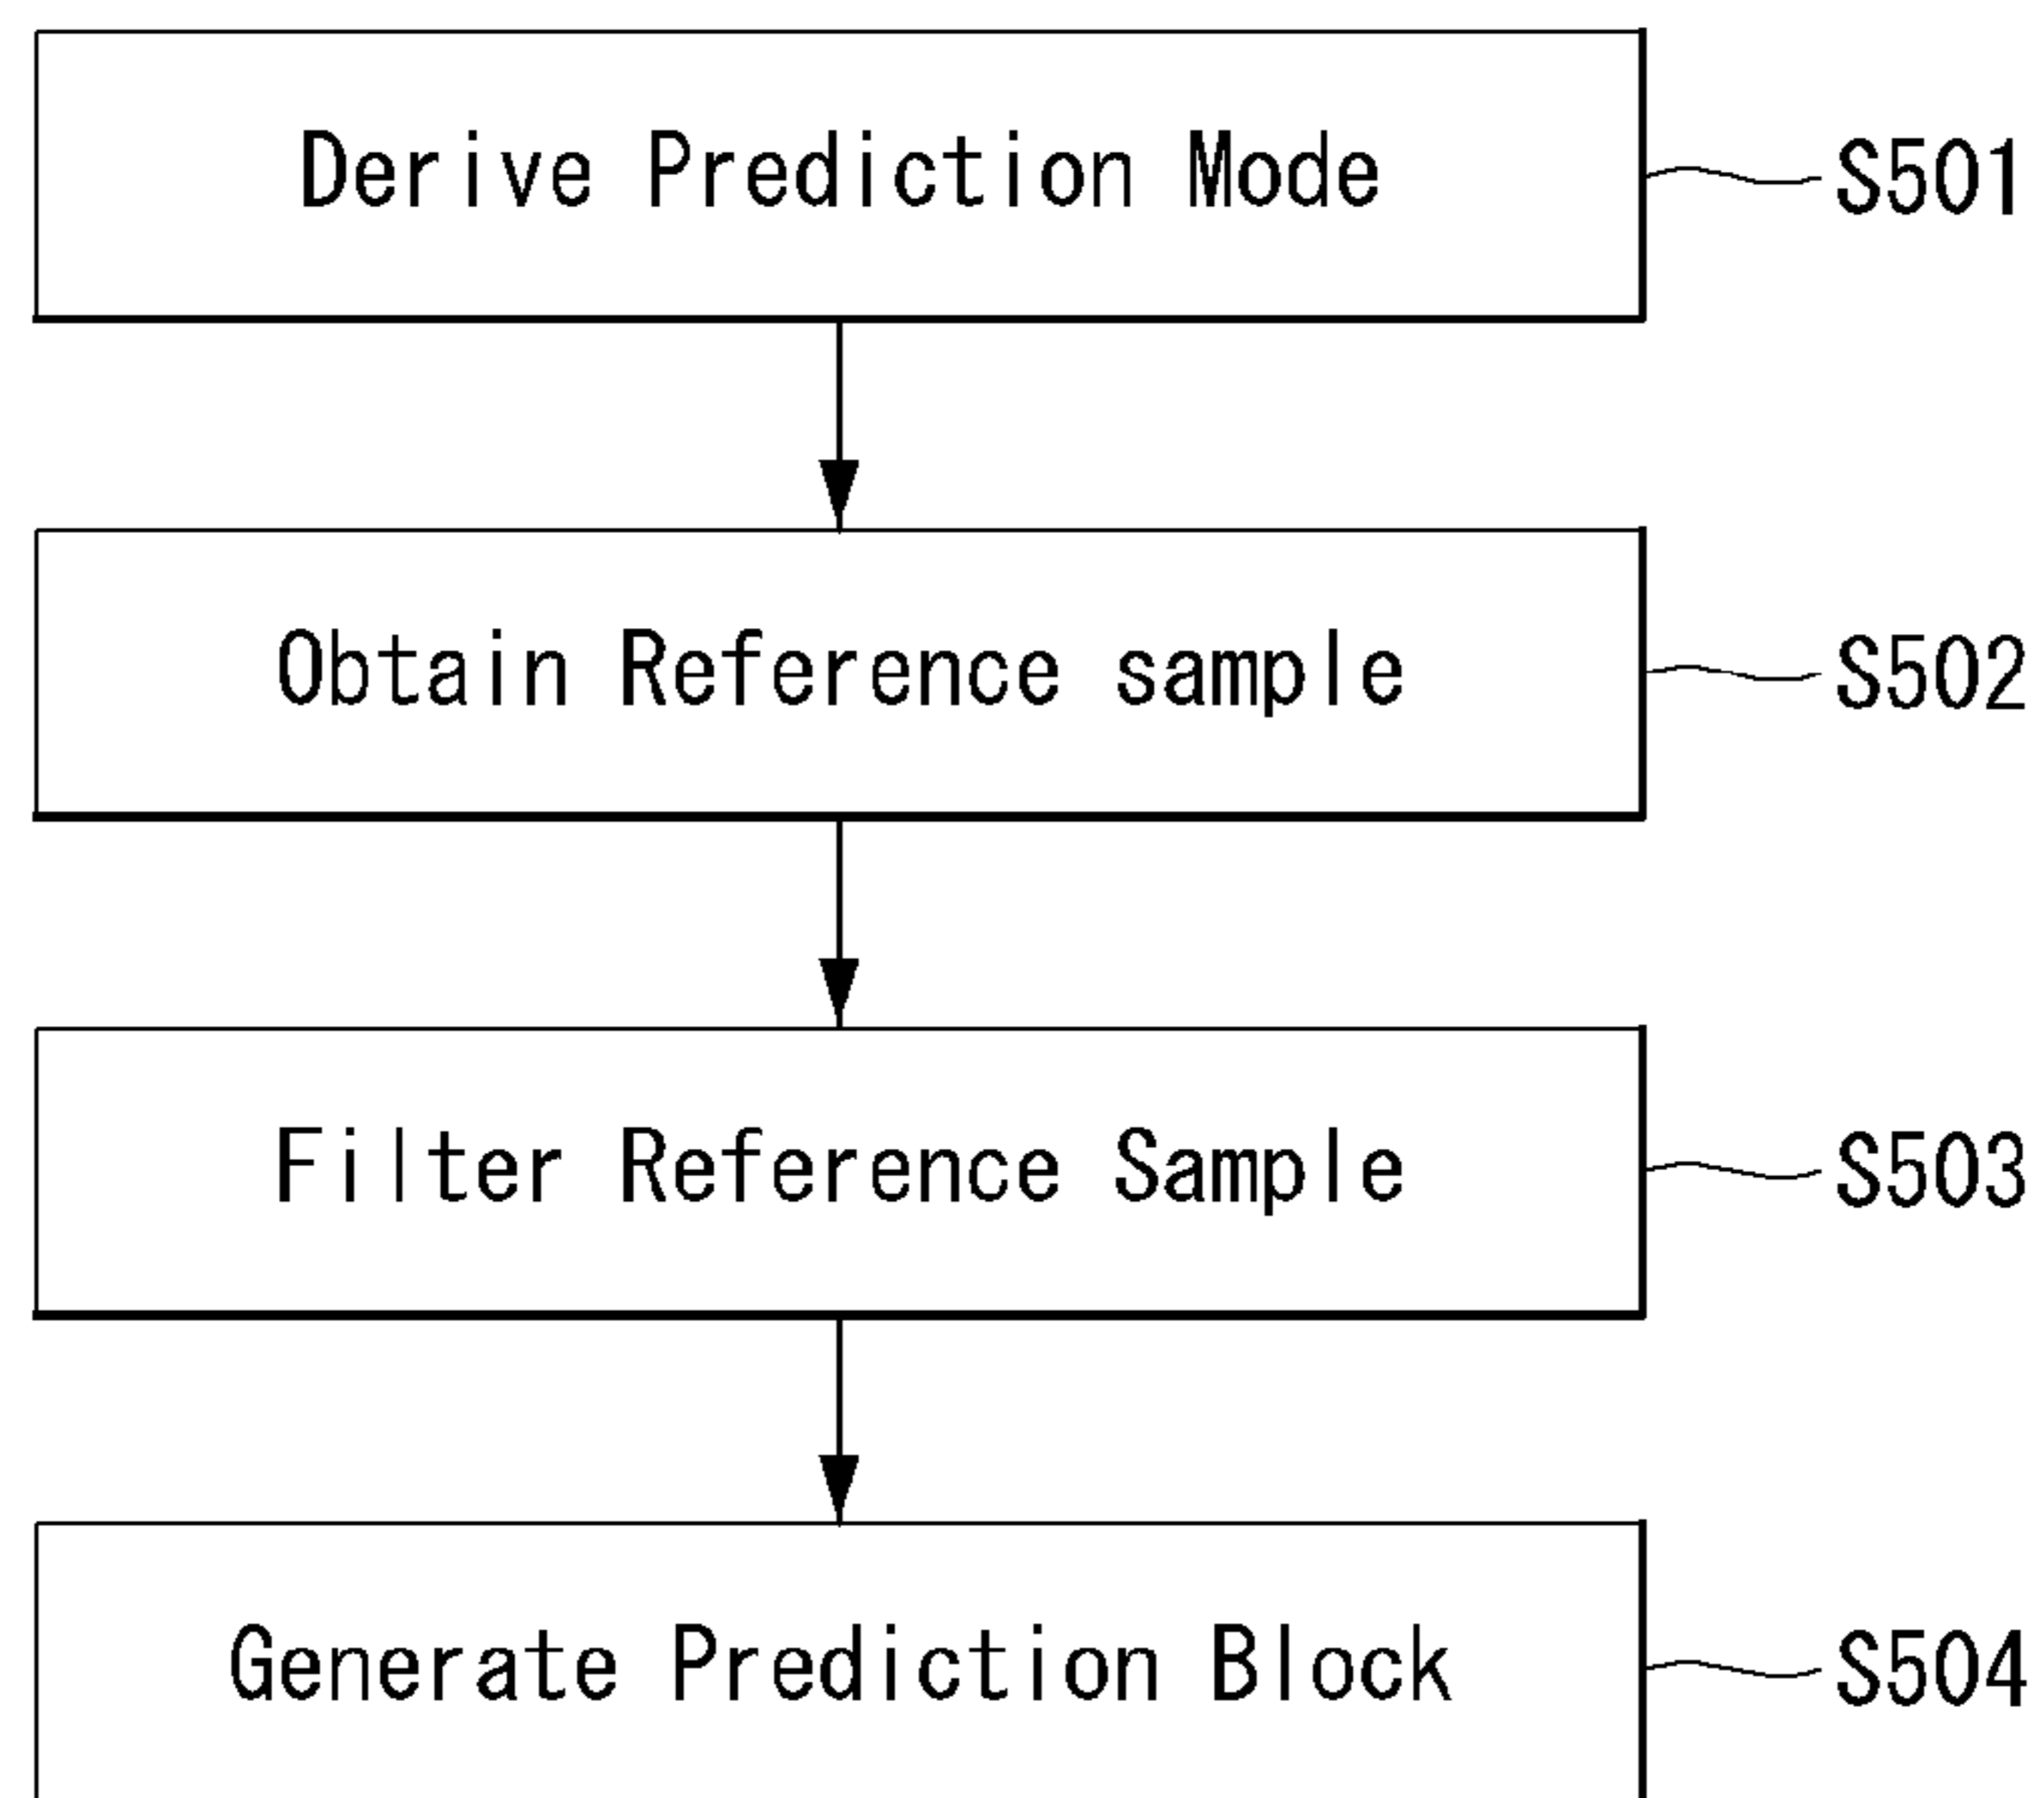 Derive Prediction Mode S501
Obtain Reference sample S502
Filter Reference Sample S503
Generate Prediction Block S504